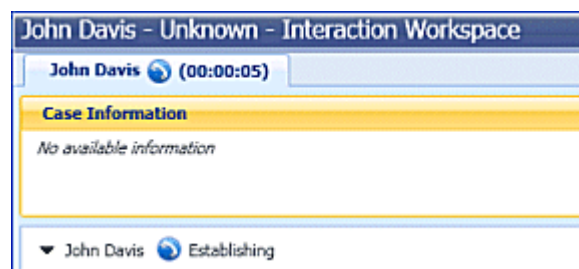 John Davis - Unknown - Interaction Workspace
John Davis (00:00:05)
Case Information
No available information
John Davis Establishing